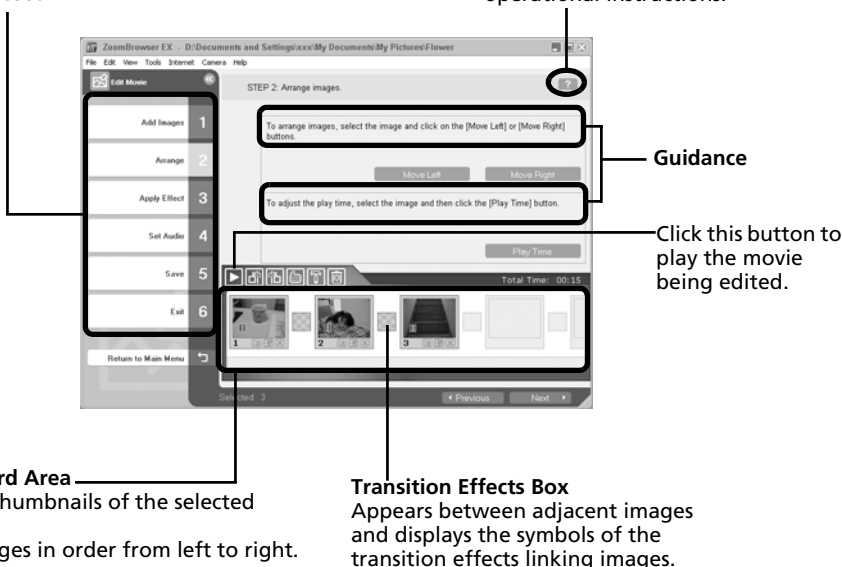 operational instructions.
ZoomBrowser EX - D:\Documents and Settings\xxx\My Documents\My Pictures\Flower
File Edit View Tools Internet Camera Help
Edit Movie
STEP 2: Arrange images.
?
Add Images 1
Arrange 2
Apply Effect 3
Set Audio 4
Save 5
Exit 6
Return to Main Menu
To arrange images, select the image and click on the [Move Left] or [Move Right]
buttons.
Move Left Move Right
To adjust the play time, select the image and then click the [Play Time] button.
Play Time
Guidance
Click this button to
play the movie
being edited.
Total Time: 00:15
1 2 3
Selected 3
Previous Next
rd Area
humbnails of the selected
ges in order from left to right.
Transition Effects Box
Appears between adjacent images
and displays the symbols of the
transition effects linking images.